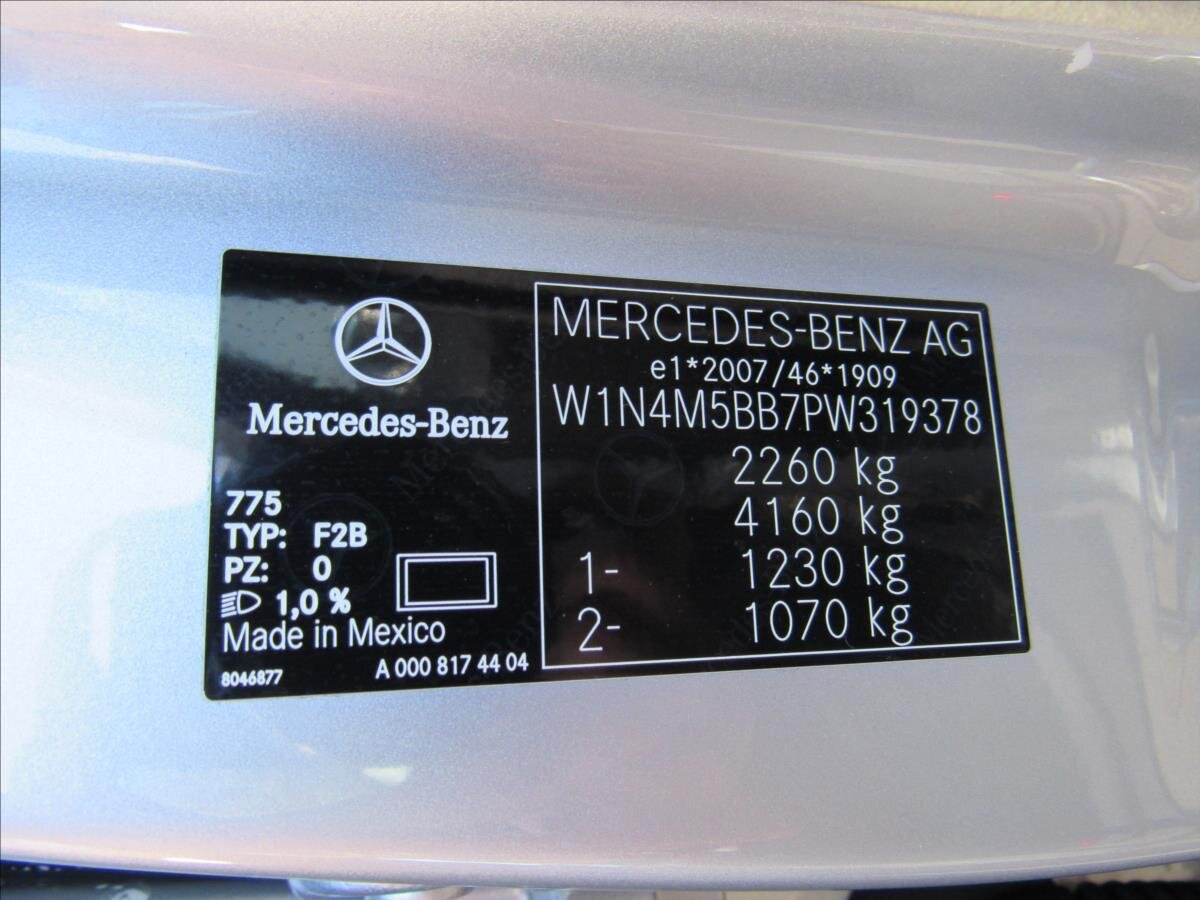 Mercedes-Benz
775
TYP: F2B
PZ: 0
1,0 %
Made in Mexico
8046877 A 000 817 44 04
MERCEDES-BENZ AG
e1*2007/46*1909
W1N4M5BB7PW319378
2260 kg
4160 kg
1- 1230 kg
2- 1070 kg